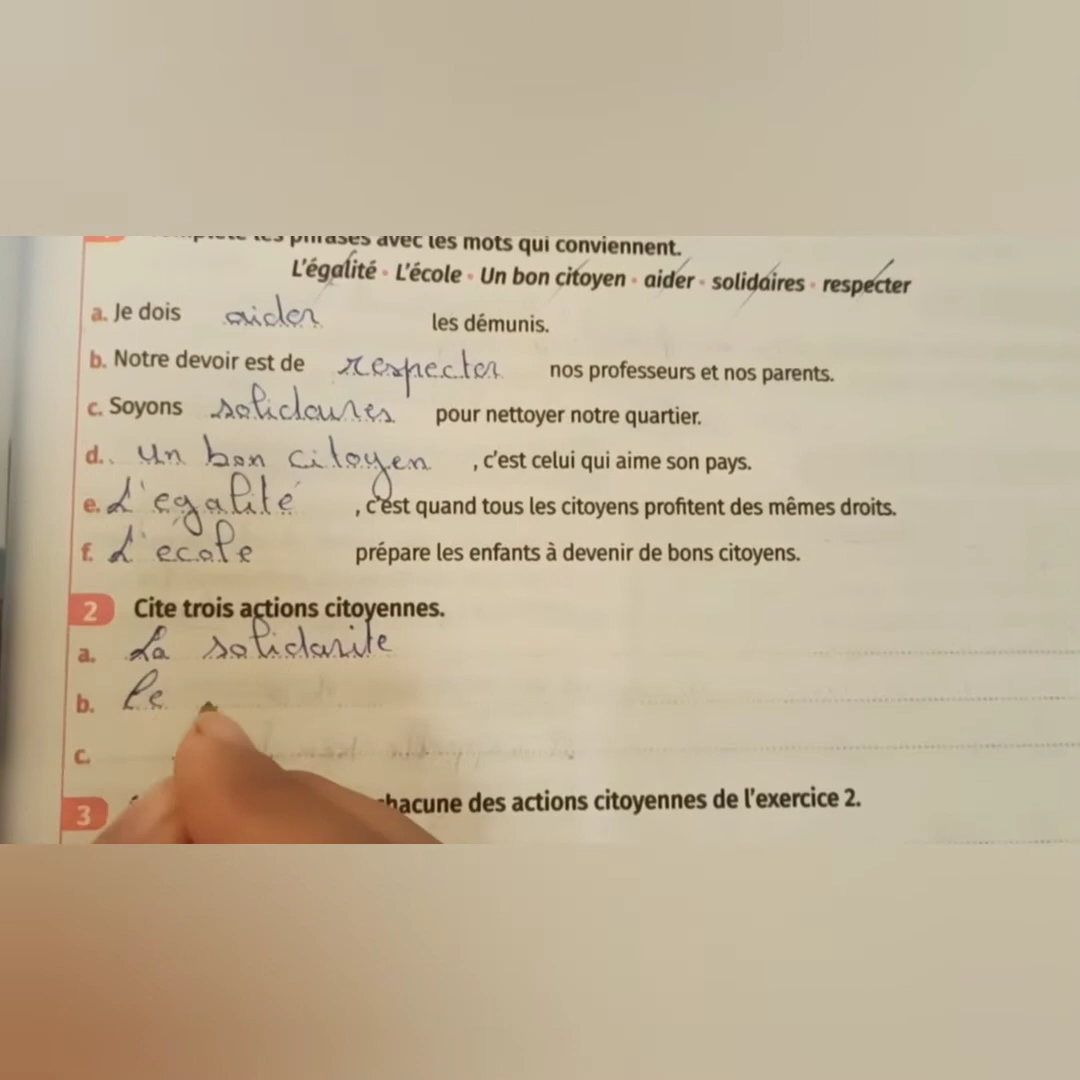 phrases avec les mots qui conviennent.
L'égalité • L'école • Un bon citoyen • aider • solidaires • respecter
a. Je dois aider les démunis.
b. Notre devoir est de respecter nos professeurs et nos parents.
c. Soyons solidaires pour nettoyer notre quartier.
d. un bon citoyen , c'est celui qui aime son pays.
e. L'égalité , c'est quand tous les citoyens profitent des mêmes droits.
f. L'ecole prépare les enfants à devenir de bons citoyens.
2 Cite trois actions citoyennes.
a. La solidarite
b. le
c.
3 chacune des actions citoyennes de l'exercice 2.